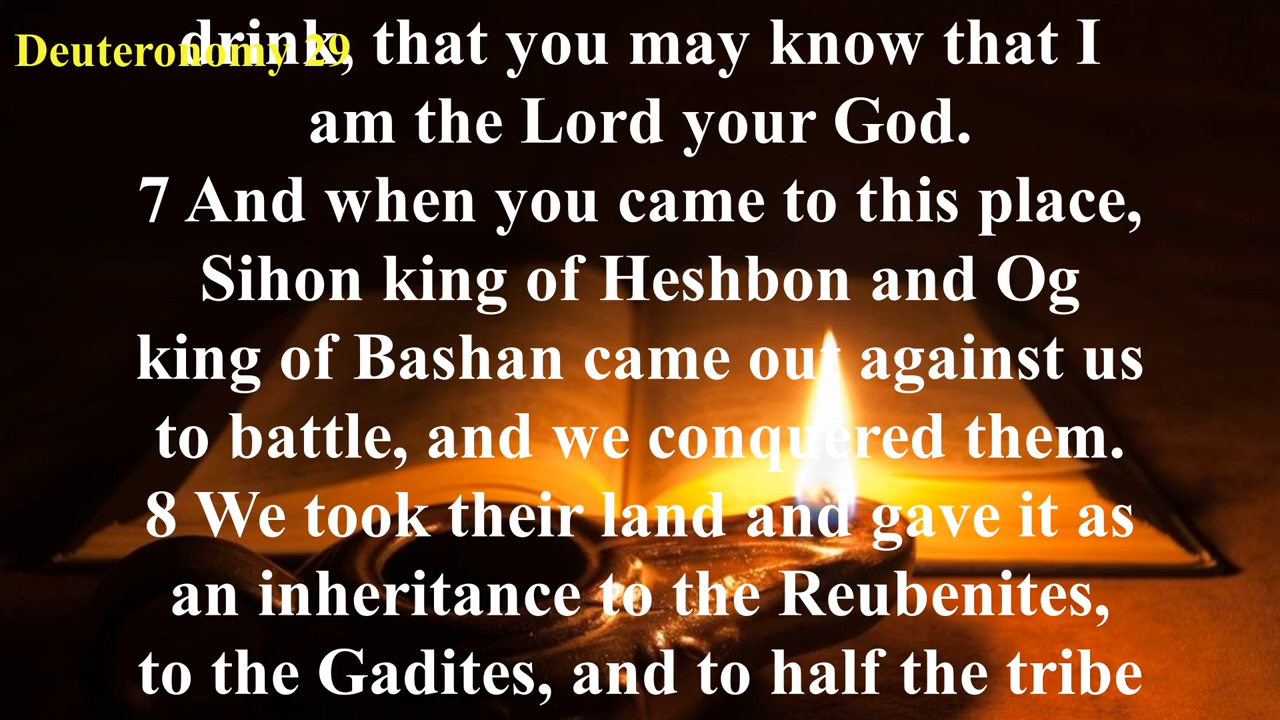 Deuteronomy 29
drink, that you may know that I
am the Lord your God.
7 And when you came to this place,
Sihon king of Heshbon and Og
king of Bashan came out against us
to battle, and we conquered them.
8 We took their land and gave it as
an inheritance to the Reubenites,
to the Gadites, and to half the tribe